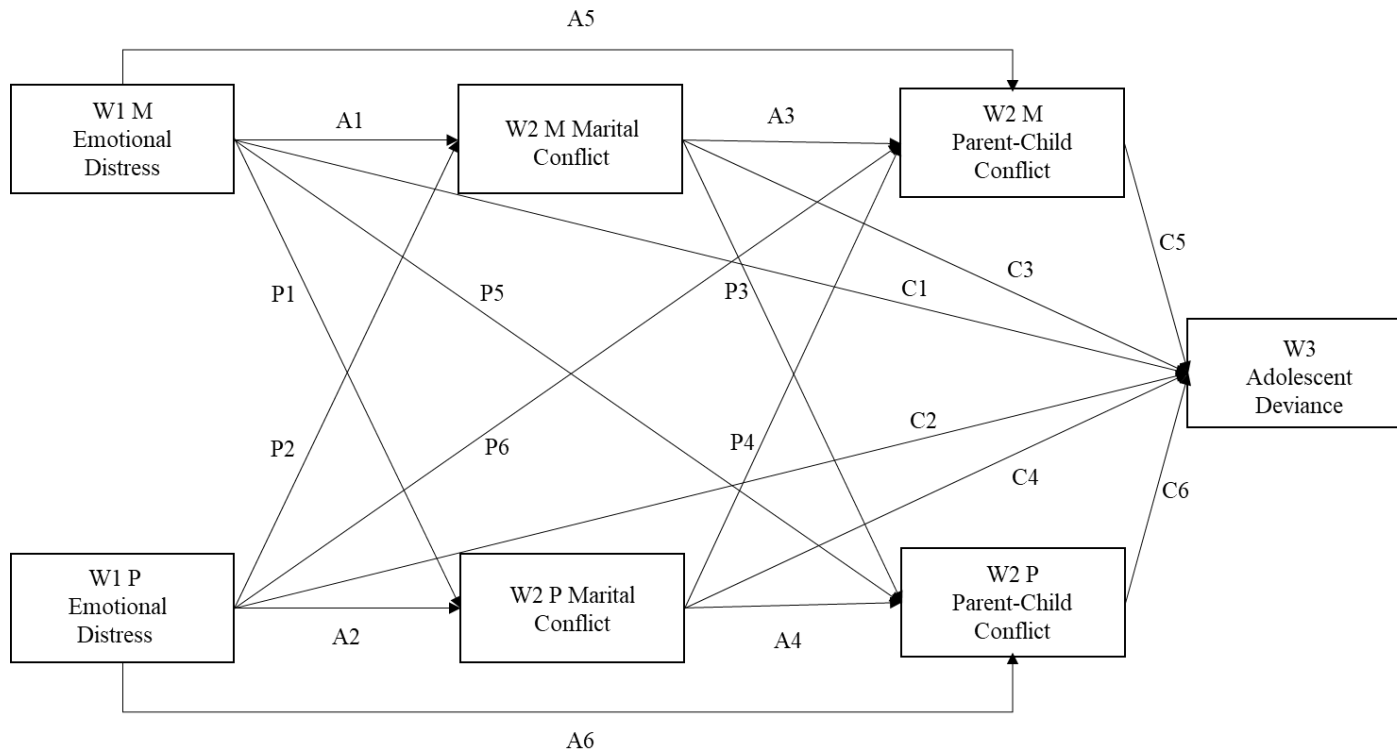 A5
W1 M
Emotional
Distress
A1
W2 M Marital
Conflict
A3
W2 M
Parent-Child
Conflict
C5
C3
P1
P5
P3
C1
W3
Adolescent
Deviance
P2
P6
P4
C2
C4
C6
W1 P
Emotional
Distress
A2
W2 P Marital
Conflict
A4
W2 P
Parent-Child
Conflict
A6